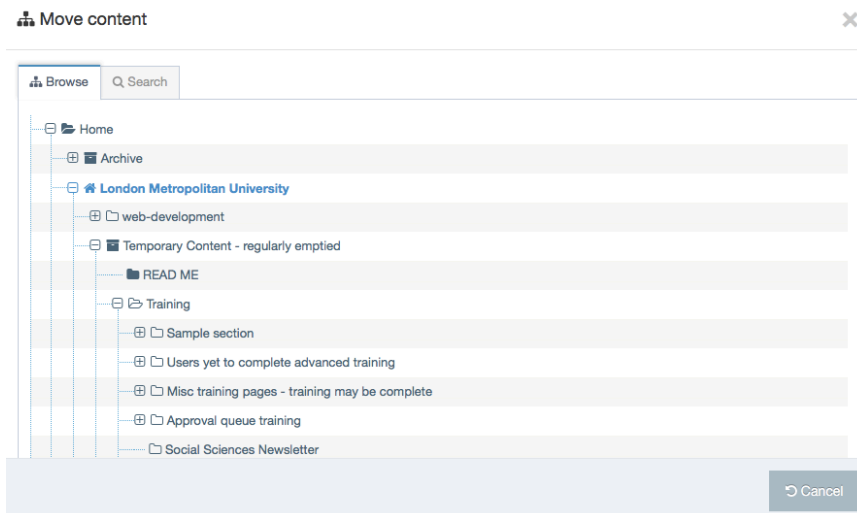 Move content
Browse Search
Home
Archive
London Metropolitan University
web-development
Temporary Content - regularly emptied
READ ME
Training
Sample section
Users yet to complete advanced training
Misc training pages - training may be complete
Approval queue training
Social Sciences Newsletter
Cancel